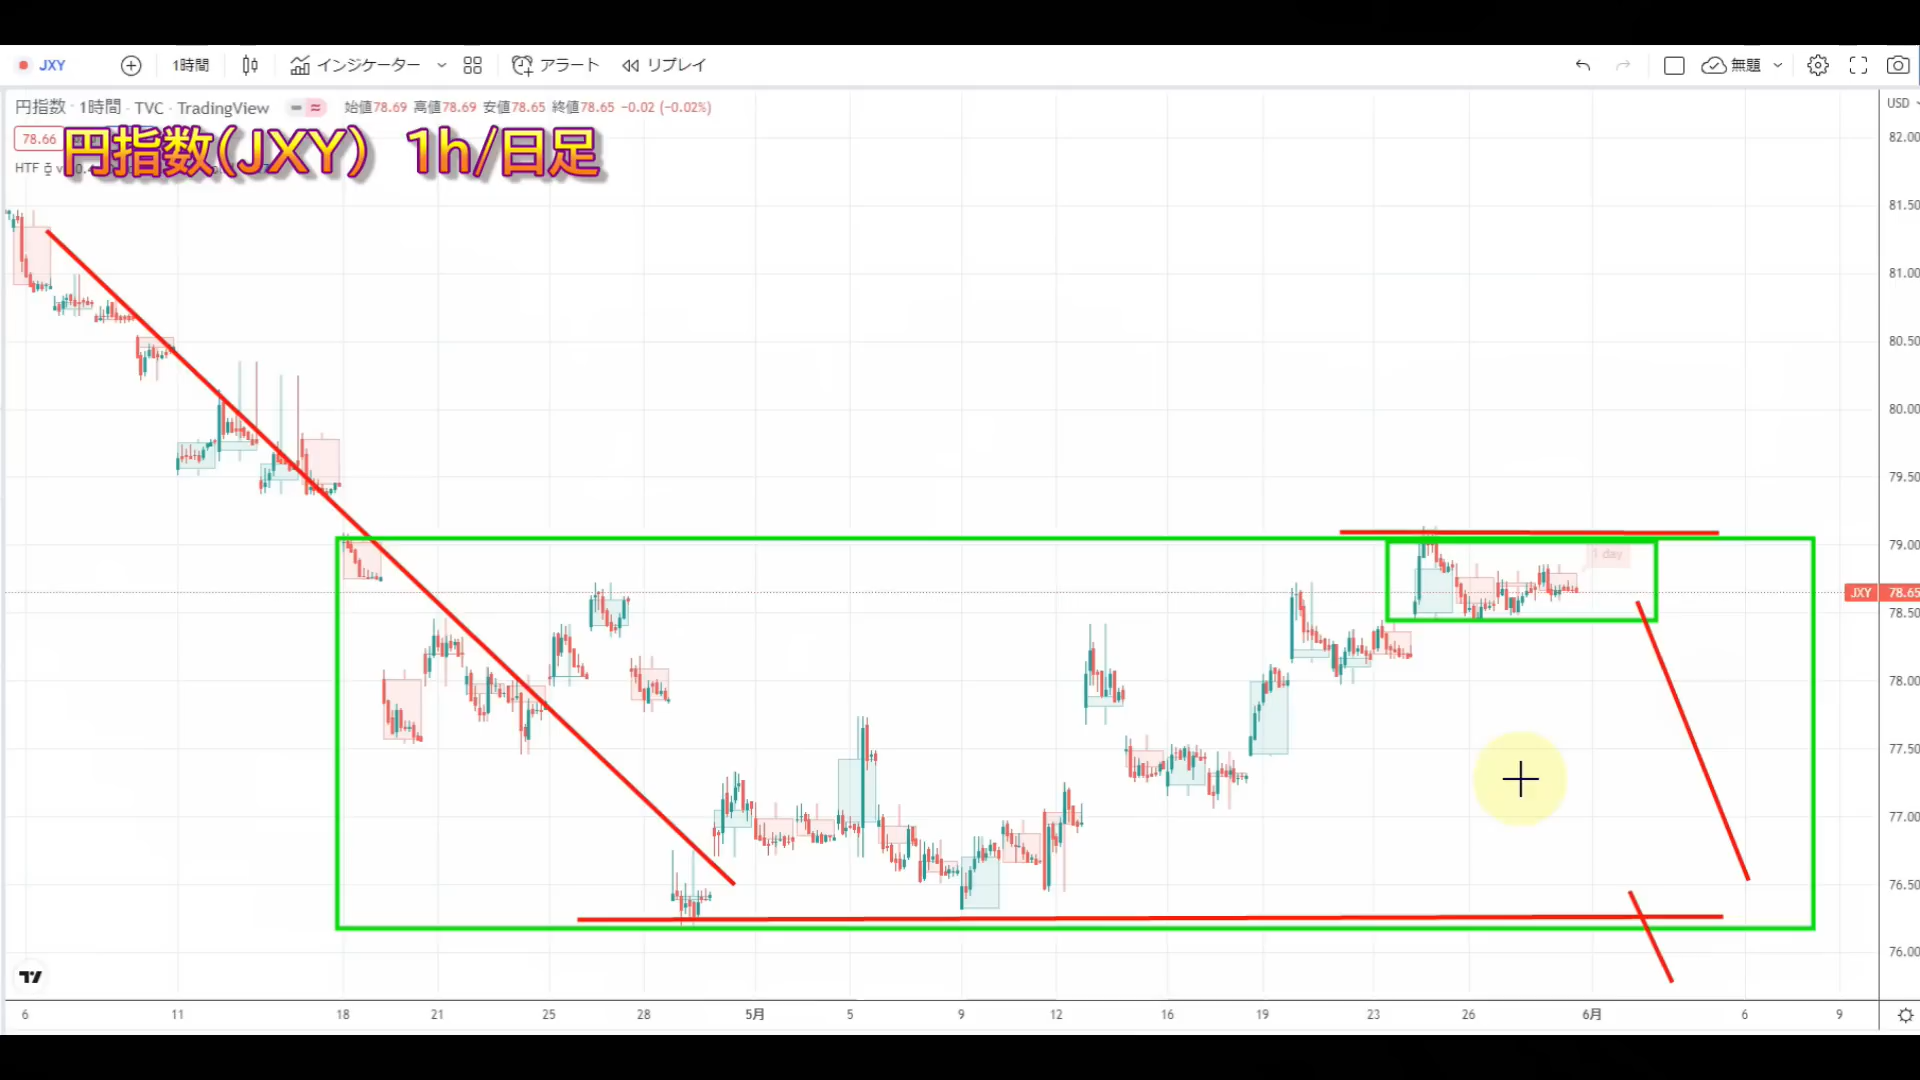 JXY 1時間 インジケーター アラート リプレイ 無題
円指数 · 1時間 · TVC · TradingView 始値78.69 高値78.69 安値78.65 終値78.65 −0.02 (−0.02%)
USD
78.66
円指数(JXY) 1h/日足
HTF
82.00
81.50
81.00
80.50
80.00
79.50
79.00
1 day
JXY 78.65
78.50
78.00
77.50
77.00
76.50
76.00
6 11 18 21 25 28 5月 5 9 12 16 19 23 26 6月 6 9